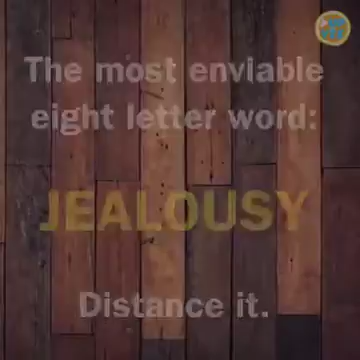 The most enviable
eight letter word:
JEALOUSY
Distance it.